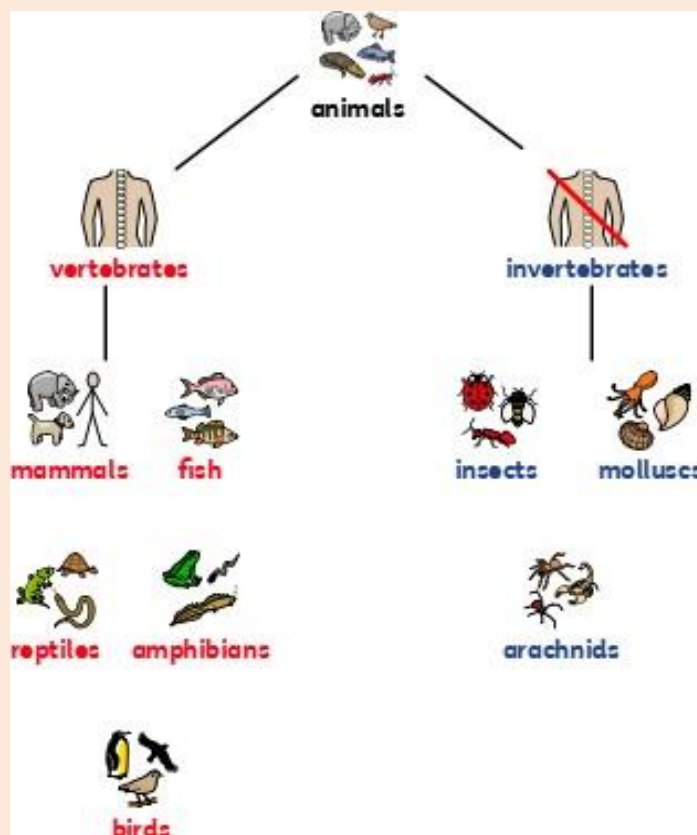 animals
vertebrates
invertebrates
mammals
fish
insects
molluscs
reptiles
amphibians
arachnids
birds